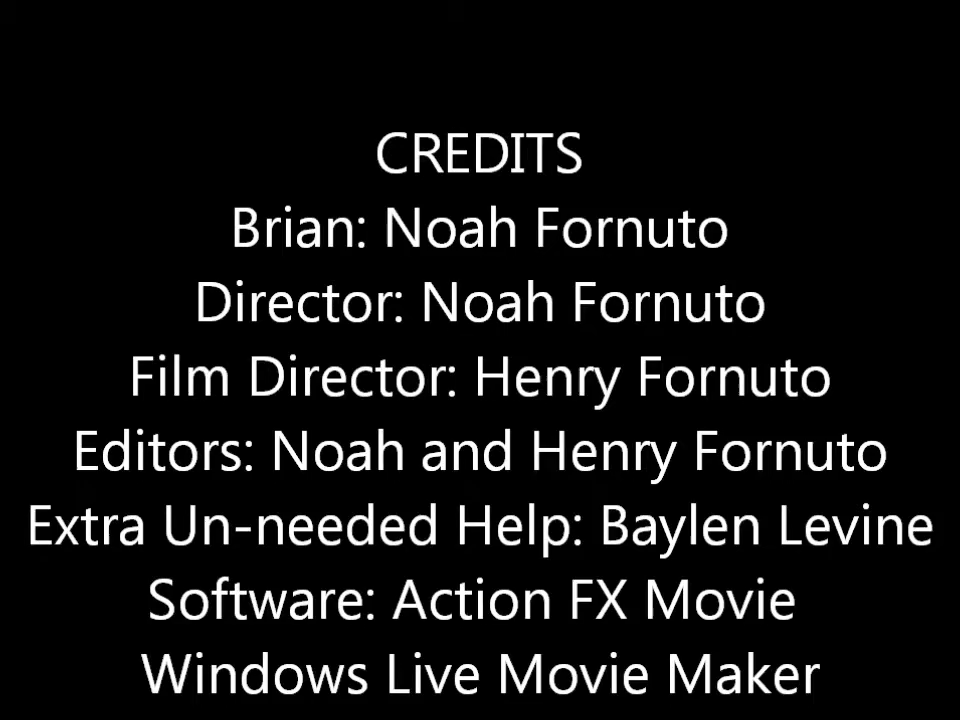 CREDITS
Brian: Noah Fornuto
Director: Noah Fornuto
Film Director: Henry Fornuto
Editors: Noah and Henry Fornuto
Extra Un-needed Help: Baylen Levine
Software: Action FX Movie
Windows Live Movie Maker